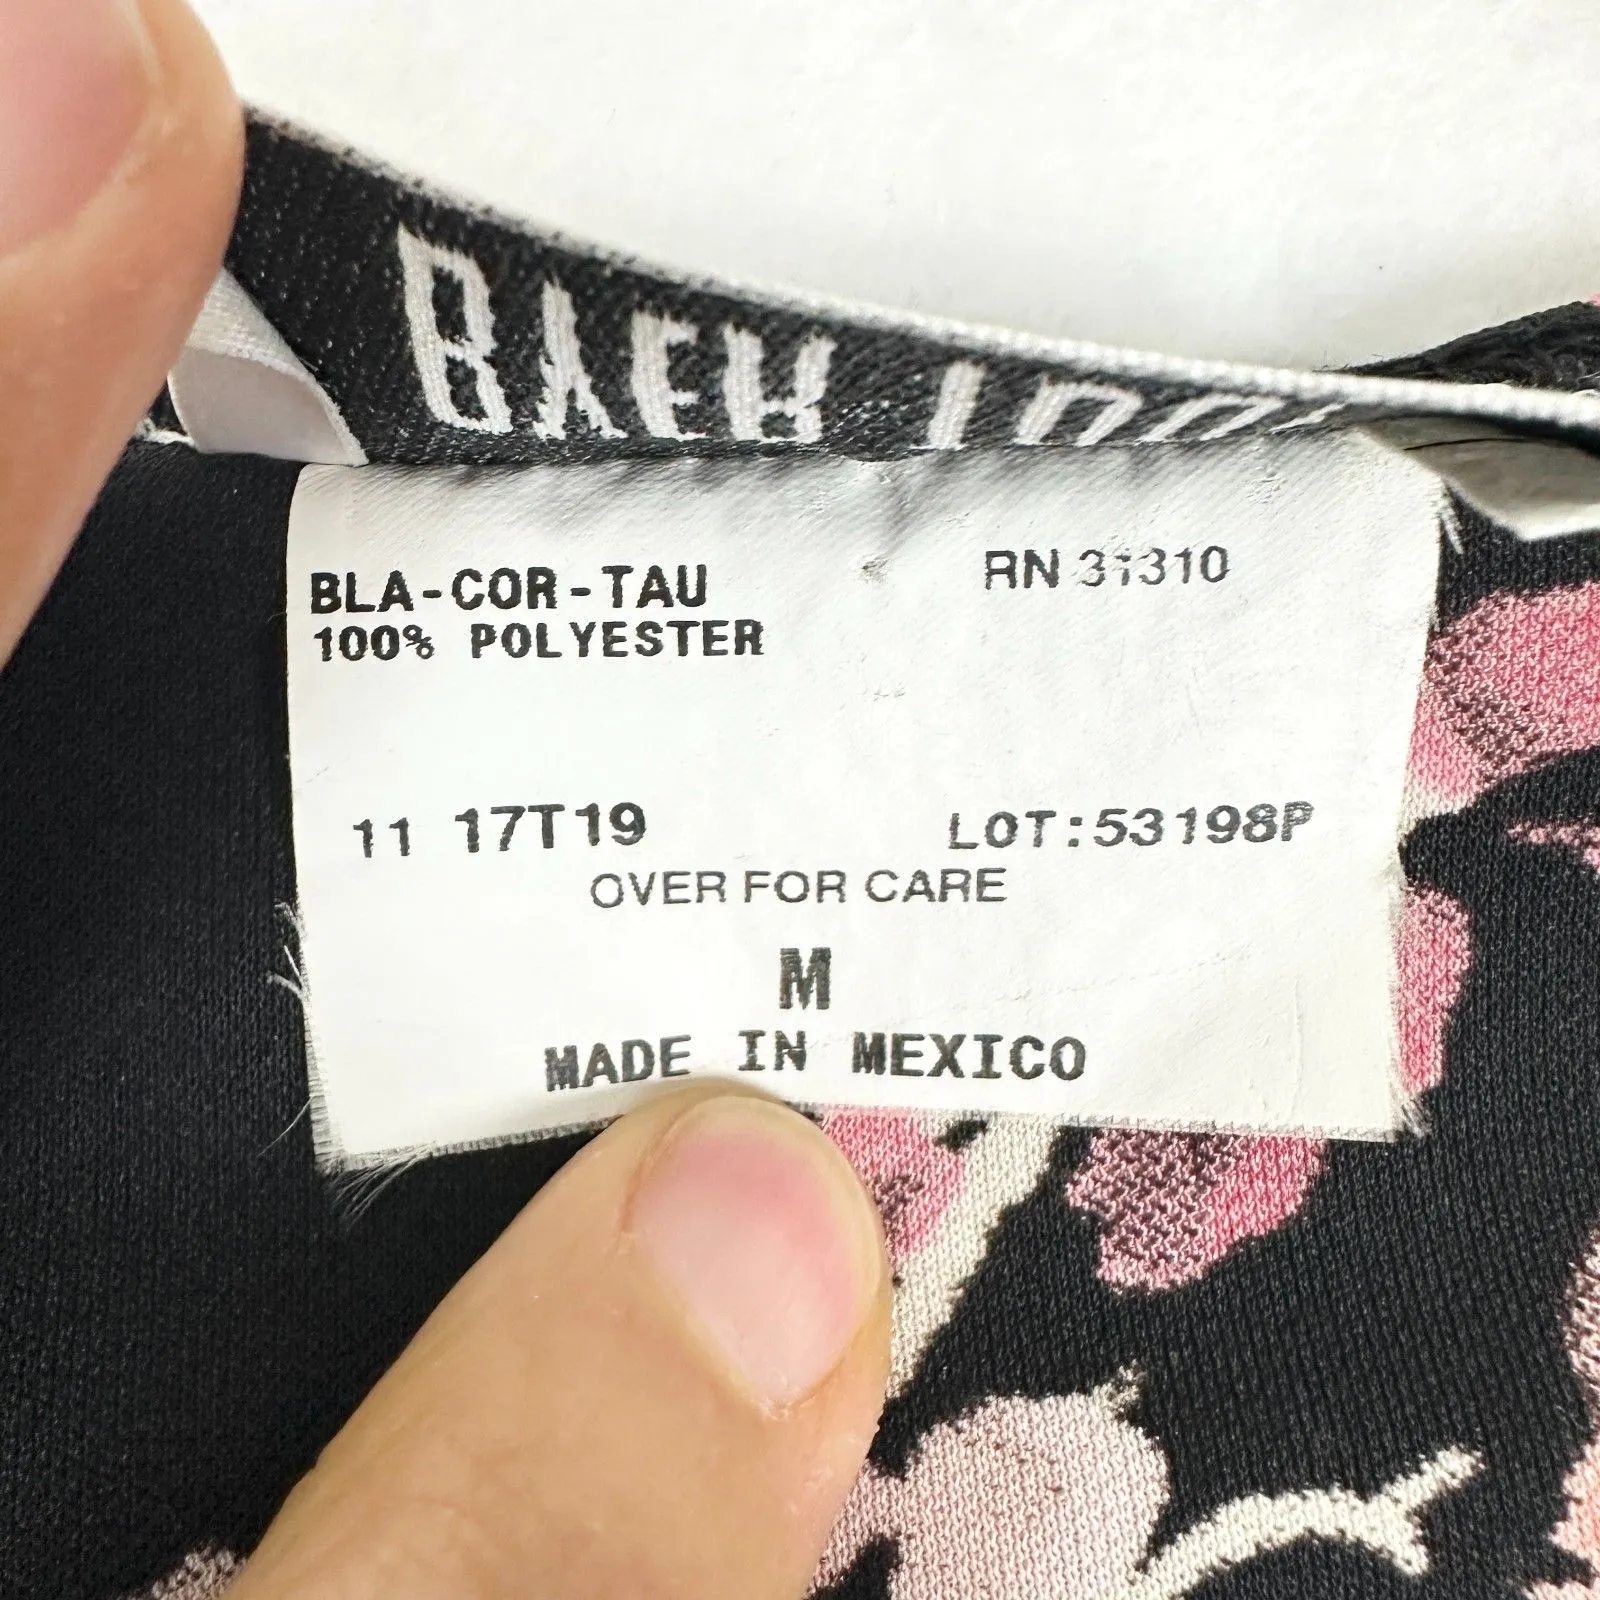 BLA-COR-TAU
100% POLYESTER
RN 31310
11 17T19
LOT:53198P
OVER FOR CARE
M
MADE IN MEXICO